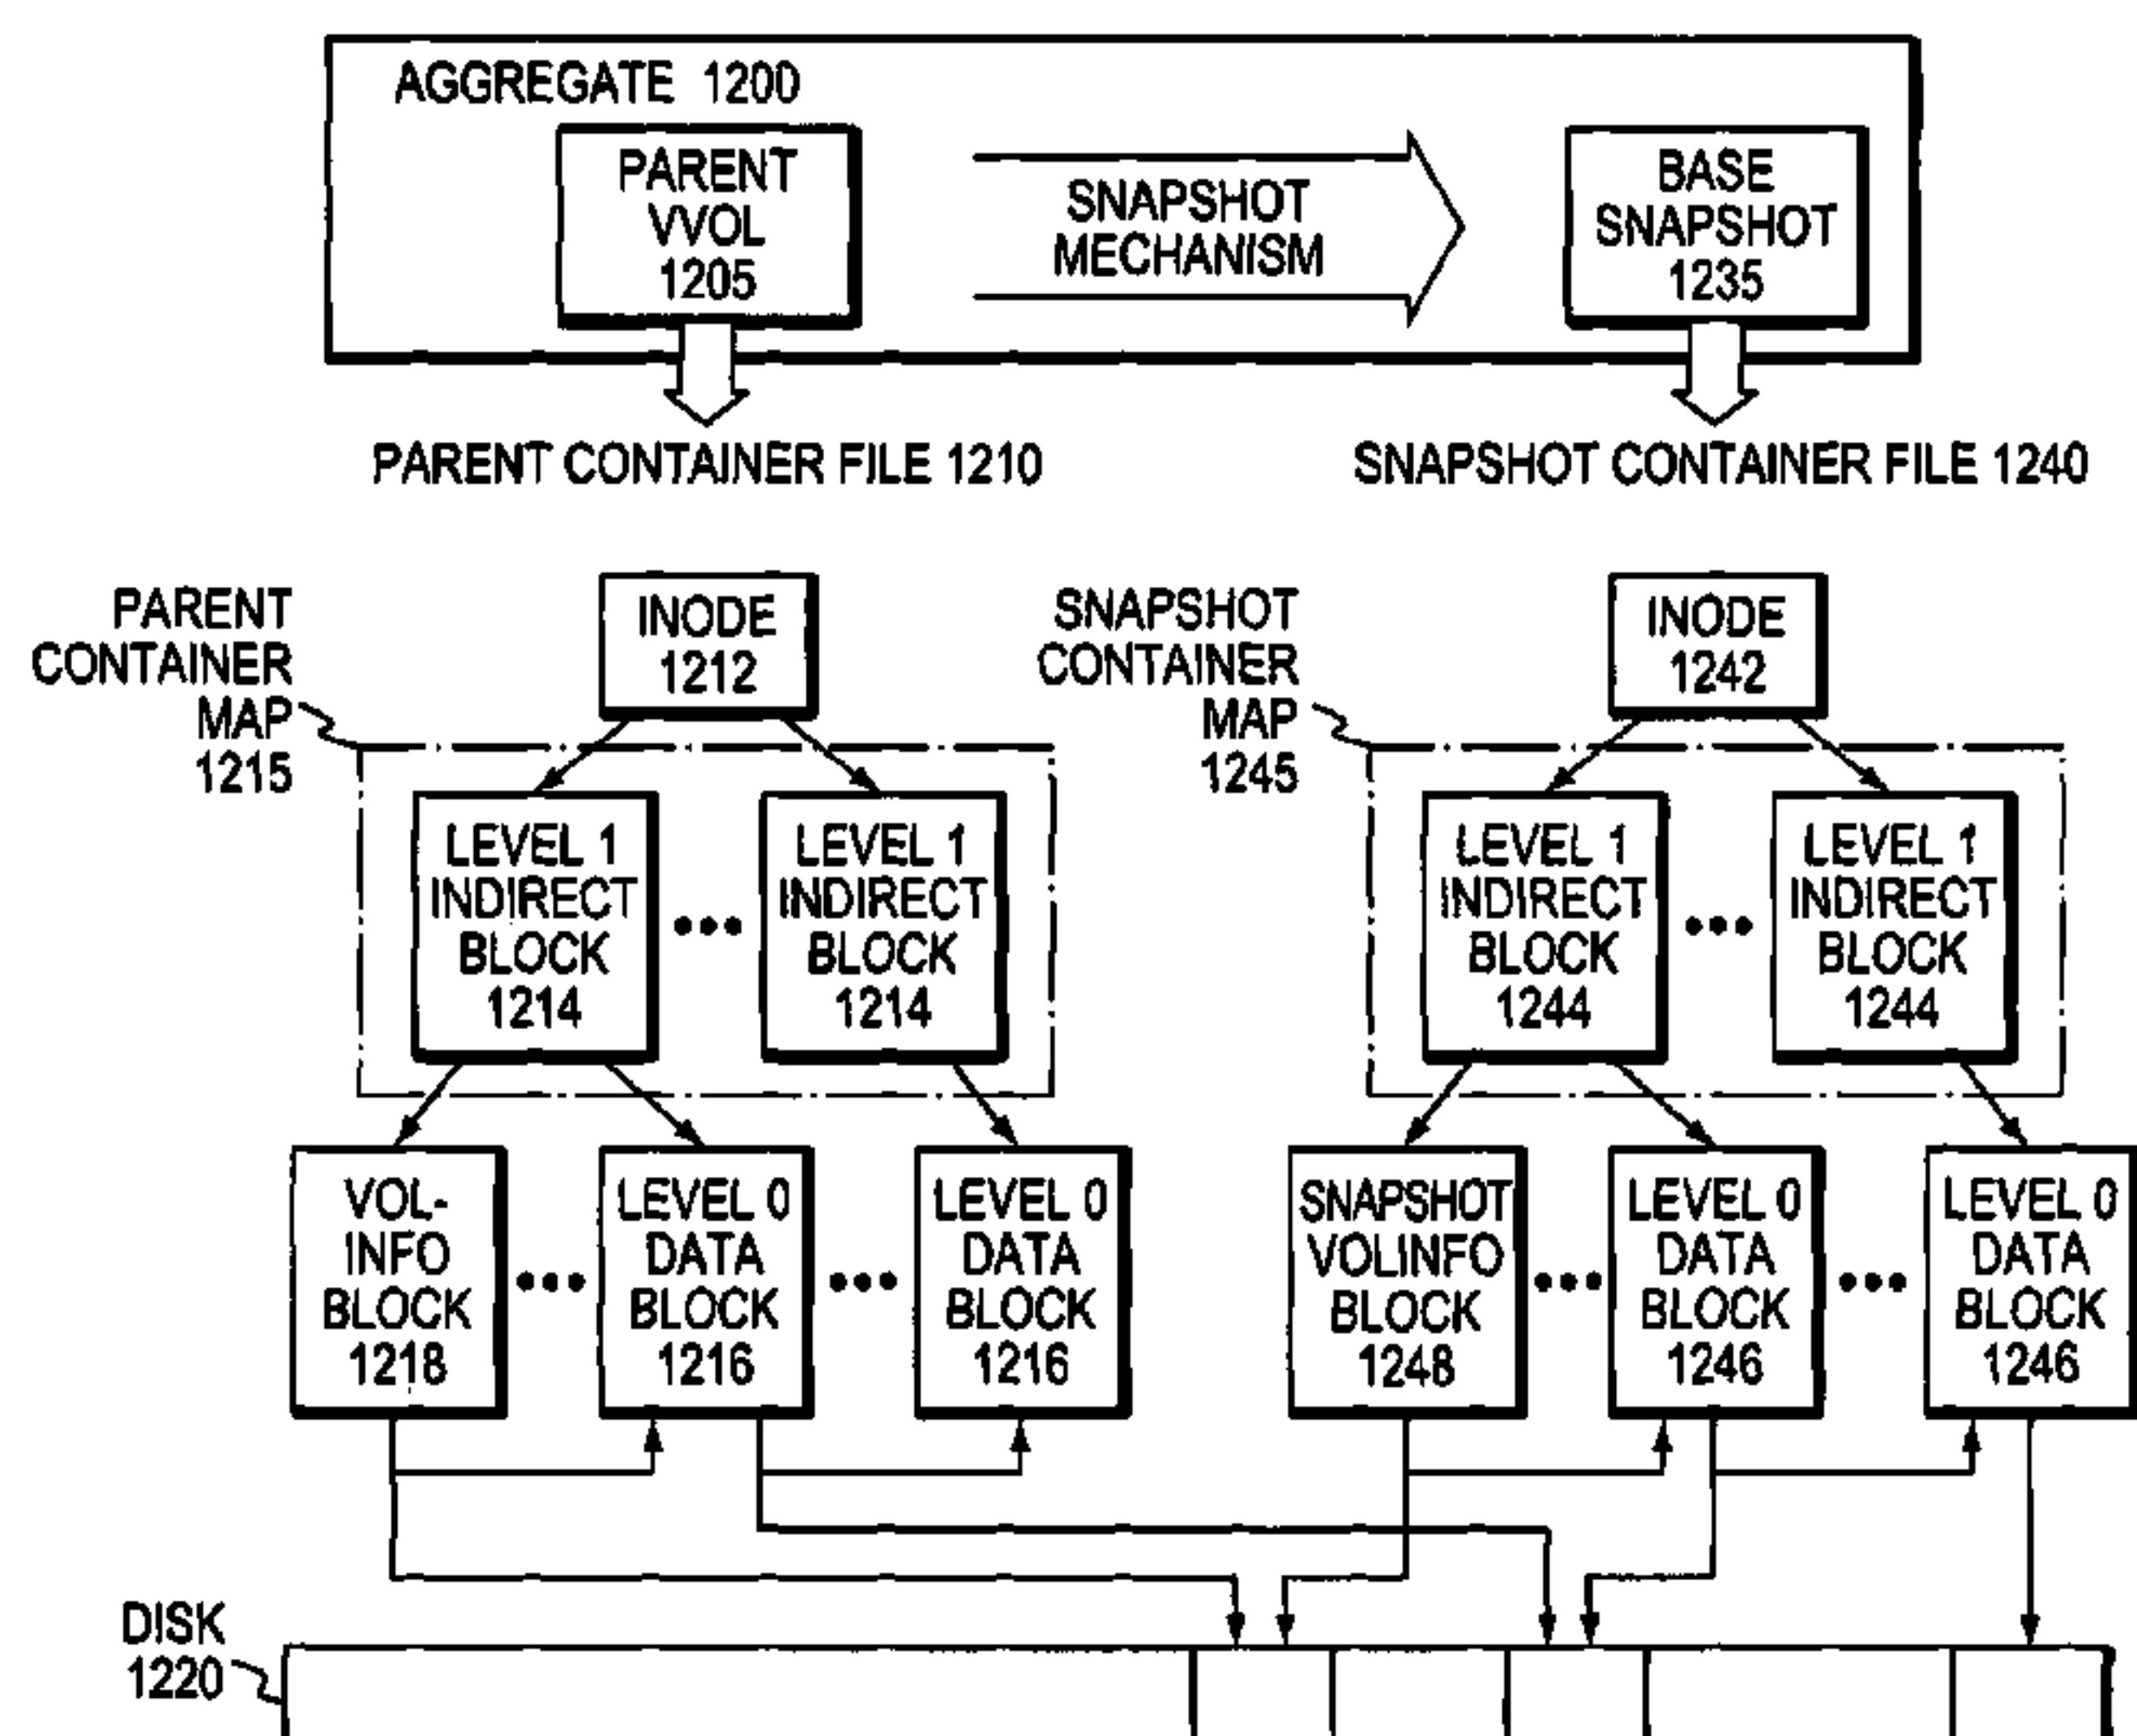 AGGREGATE 1200
PARENT
VVOL
1205
SNAPSHOT
MECHANISM
BASE
SNAPSHOT
1235
PARENT CONTAINER FILE 1210
SNAPSHOT CONTAINER FILE 1240
PARENT
CONTAINER
MAP
1215
INODE
1212
SNAPSHOT
CONTAINER
MAP
1245
INODE
1242
LEVEL 1
INDIRECT
BLOCK
1214
LEVEL 1
INDIRECT
BLOCK
1214
LEVEL 1
INDIRECT
BLOCK
1244
LEVEL 1
INDIRECT
BLOCK
1244
VOL-
INFO
BLOCK
1218
LEVEL 0
DATA
BLOCK
1216
LEVEL 0
DATA
BLOCK
1216
SNAPSHOT
VOLINFO
BLOCK
1248
LEVEL 0
DATA
BLOCK
1246
LEVEL 0
DATA
BLOCK
1246
DISK
1220